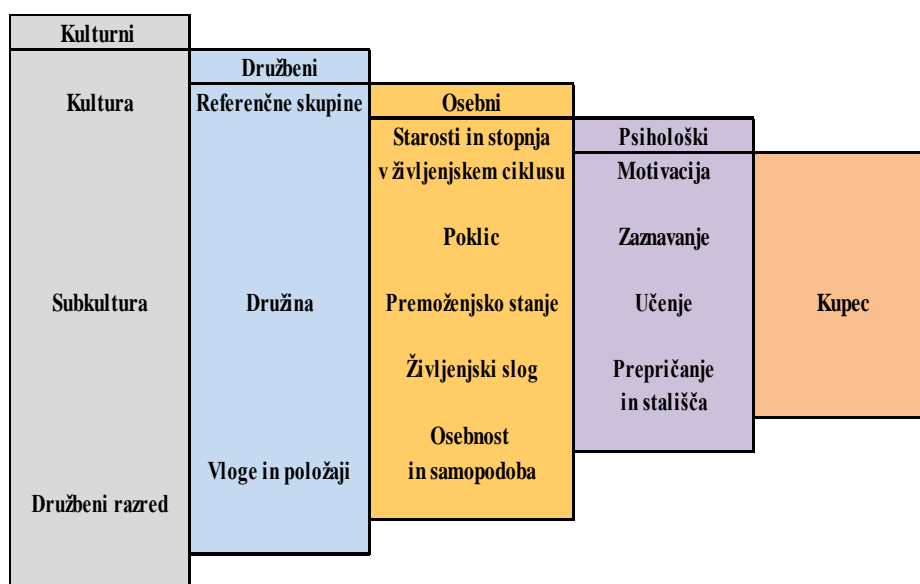 Kulturni
Kultura
Subkultura
Družbeni razred
Družbeni
Referenčne skupine
Družina
Vloge in položaji
Osebni
Starosti in stopnja
v življenjskem ciklusu
Poklic
Premoženjsko stanje
Življenjski slog
Osebnost
in samopodoba
Psihološki
Motivacija
Zaznavanje
Učenje
Prepričanje
in stališča
Kupec